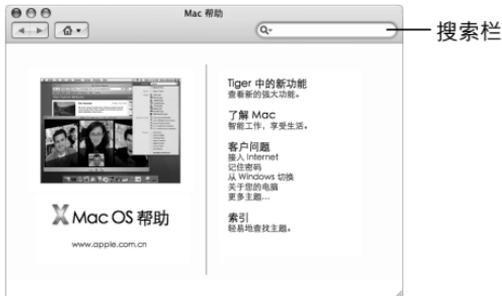 Mac 帮助
搜索栏
Tiger 中的新功能
查看新的强大功能。
了解 Mac
智能工作，享受生活。
客户问题
接入 Internet
记住密码
从 Windows 切换
关于您的电脑
更多主题...
索引
轻易地查找主题。
Mac OS 帮助
www.apple.com.cn